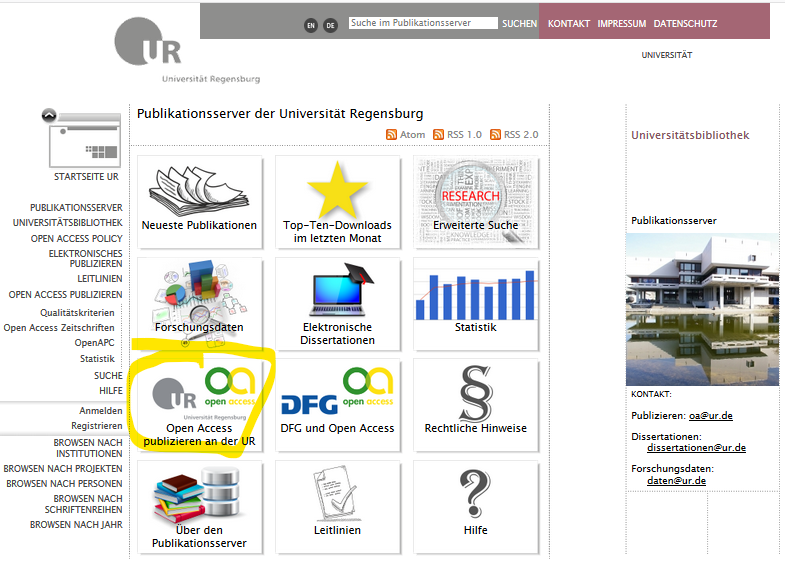 EN
DE
Suche im Publikationsserver
SUCHEN
KONTAKT IMPRESSUM DATENSCHUTZ
UR
Universität Regensburg
UNIVERSITÄT
STARTSEITE UR
PUBLIKATIONSSERVER
UNIVERSITÄTBIBLIOTHEK
OPEN ACCESS POLICY
ELEKTRONISCHES
PUBLIZIEREN
LEITLINIEN
OPEN ACCESS PUBLIZIEREN
Qualitätskriterien
Open Access Zeitschriften
OpenAPC
Statistik
SUCHE
HILFE
Anmelden
Registrieren
BROWSEN NACH
INSTITUTIONEN
BROWSEN NACH PROJEKTEN
BROWSEN NACH PERSONEN
BROWSEN NACH
SCHRIFTENREIHEN
BROWSEN NACH JAHR
Publikationsserver der Universität Regensburg
Atom RSS 1.0 RSS 2.0
Neueste Publikationen
Top-Ten-Downloads
im letzten Monat
RESEARCH
Erweiterte Suche
Forschungsdaten
Elektronische
Dissertationen
Statistik
UR
Universität Regensburg
oa
open access
Open Access
publizieren an der UR
DFG
oa
open access
DFG und Open Access
§
Rechtliche Hinweise
Über den
Publikationsserver
Leitlinien
?
Hilfe
Universitätsbibliothek
Publikationsserver
KONTAKT:
Publizieren: oa@ur.de
Dissertationen:
dissertationen@ur.de
Forschungsdaten:
daten@ur.de